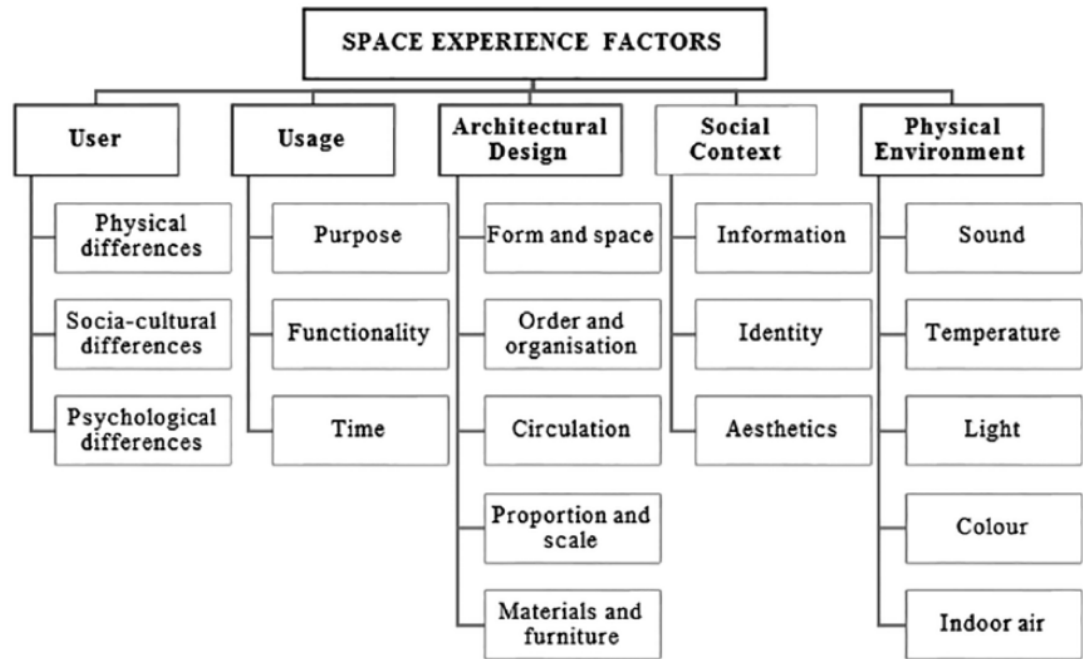 SPACE EXPERIENCE FACTORS
User
Physical
differences
Socia-cultural
differences
Psychological
differences
Usage
Purpose
Functionality
Time
Architectural
Design
Form and space
Order and
organisation
Circulation
Proportion and
scale
Materials and
furniture
Social
Context
Information
Identity
Aesthetics
Physical
Environment
Sound
Temperature
Light
Colour
Indoor air